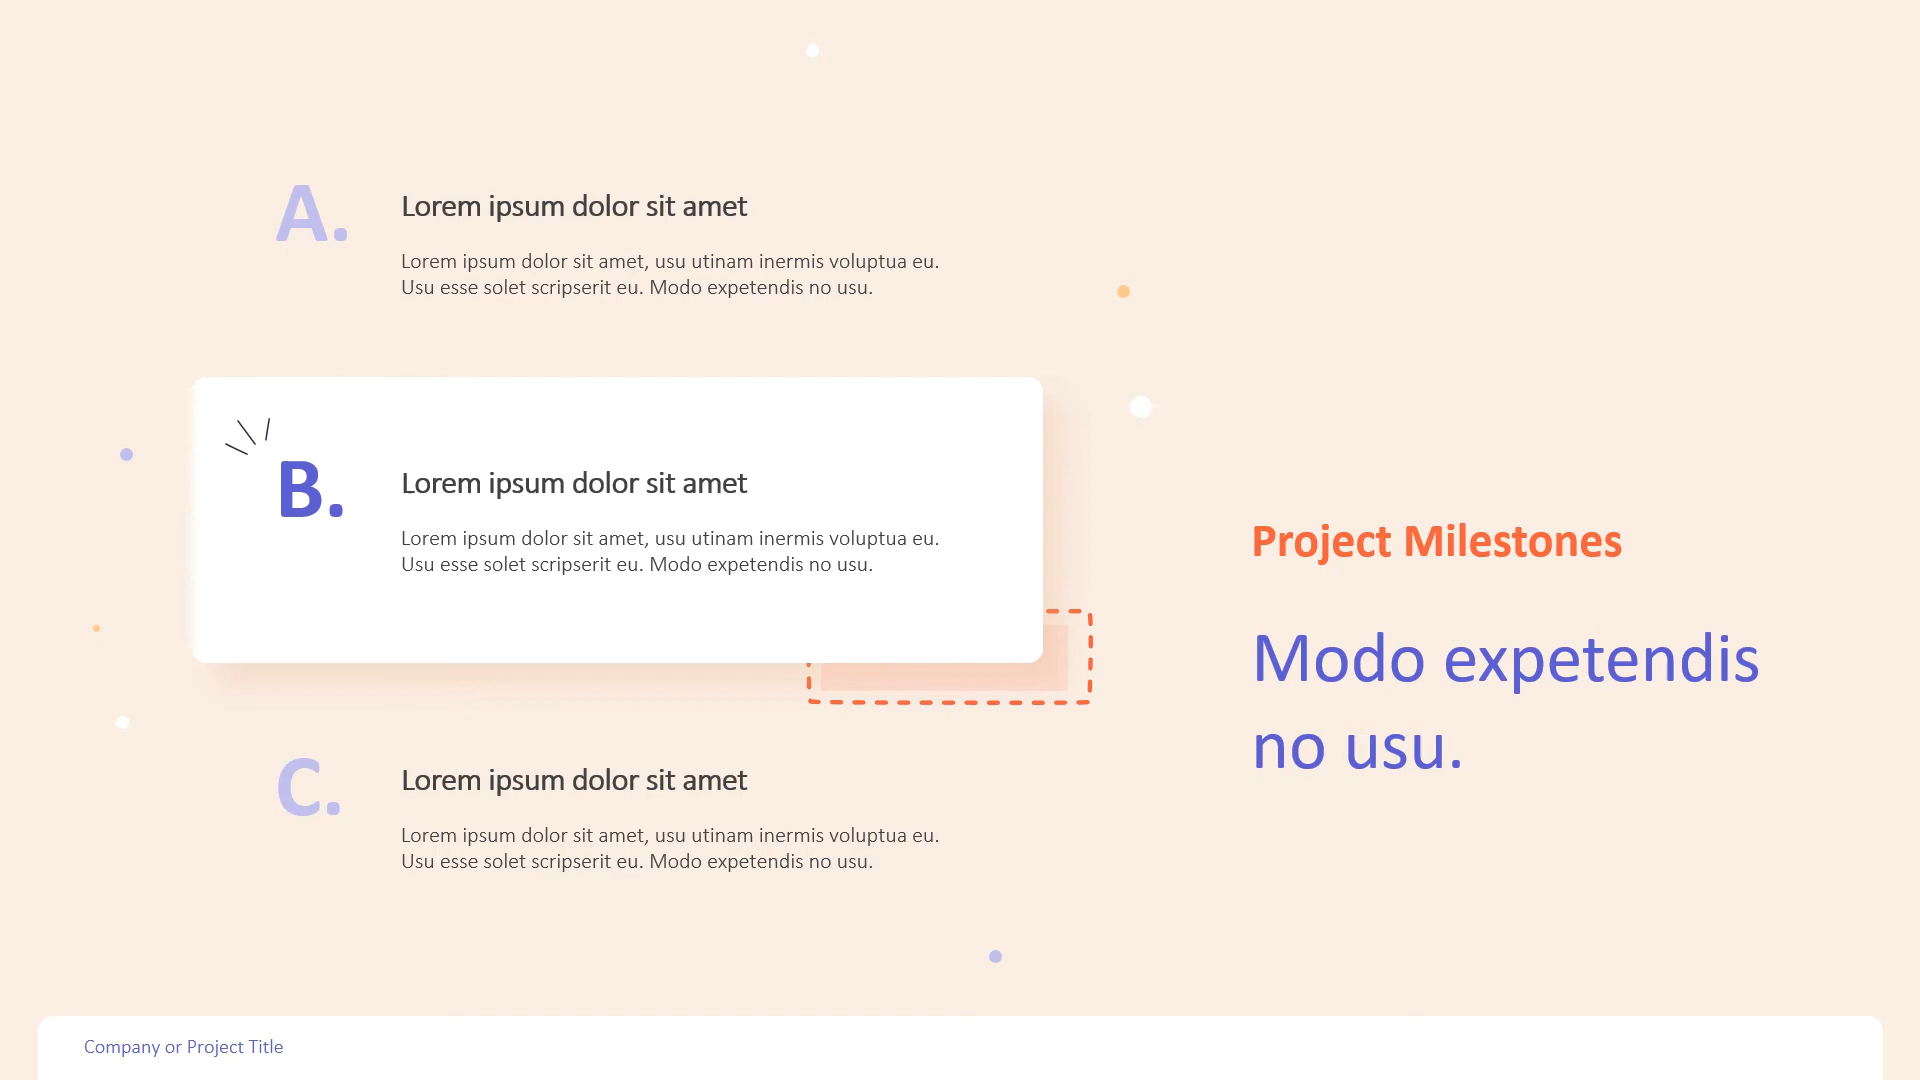 A.
Lorem ipsum dolor sit amet
Lorem ipsum dolor sit amet, usu utinam inermis voluptua eu.
Usu esse solet scripserit eu. Modo expetendis no usu.
B.
Lorem ipsum dolor sit amet
Lorem ipsum dolor sit amet, usu utinam inermis voluptua eu.
Usu esse solet scripserit eu. Modo expetendis no usu.
C.
Lorem ipsum dolor sit amet
Lorem ipsum dolor sit amet, usu utinam inermis voluptua eu.
Usu esse solet scripserit eu. Modo expetendis no usu.
Project Milestones
Modo expetendis
no usu.
Company or Project Title